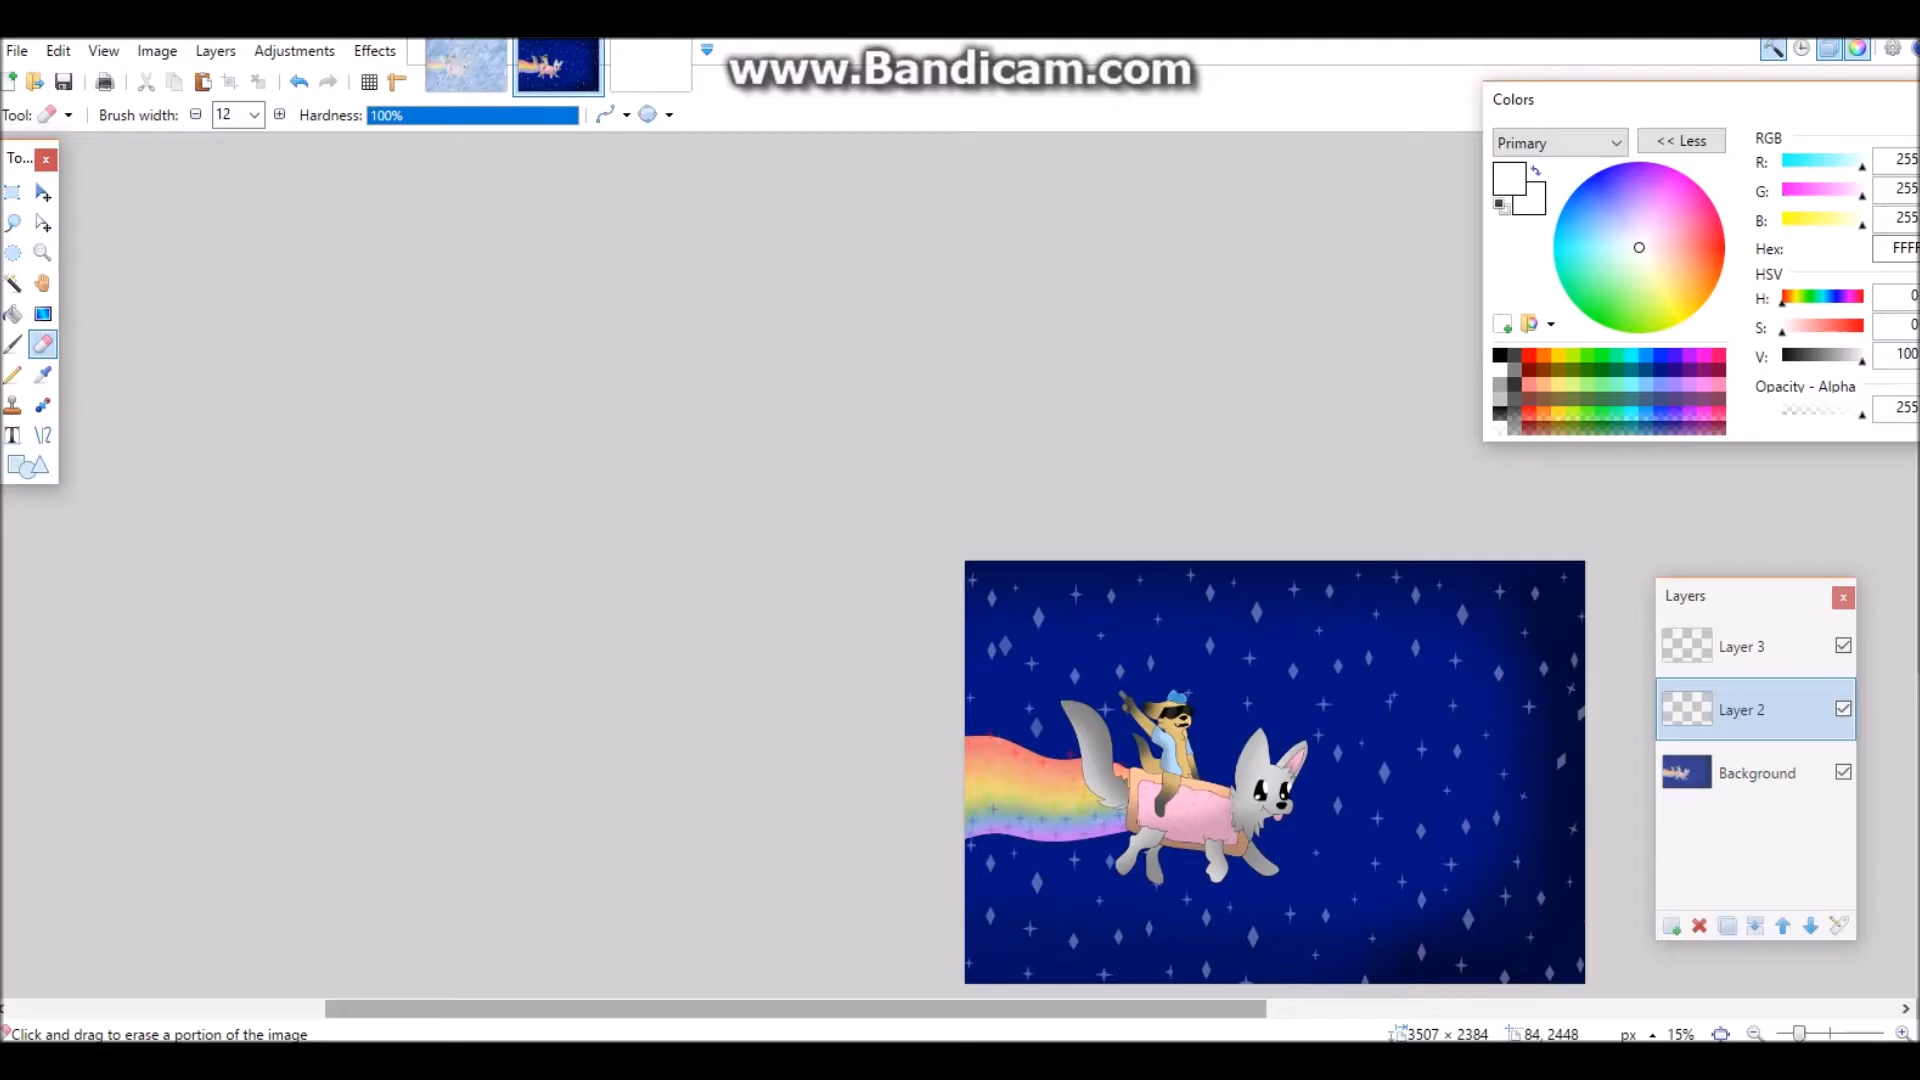 File Edit View Image Layers Adjustments Effects
www.Bandicam.com
Tool: Brush width: 12 Hardness: 100%
To...
Colors
Primary << Less
RGB
R: 255
G: 255
B: 255
Hex: FFFF
HSV
H: 0
S: 0
V: 100
Opacity - Alpha
255
Layers
Layer 3
Layer 2
Background
Click and drag to erase a portion of the image
3507 × 2384 84, 2448 px 15%